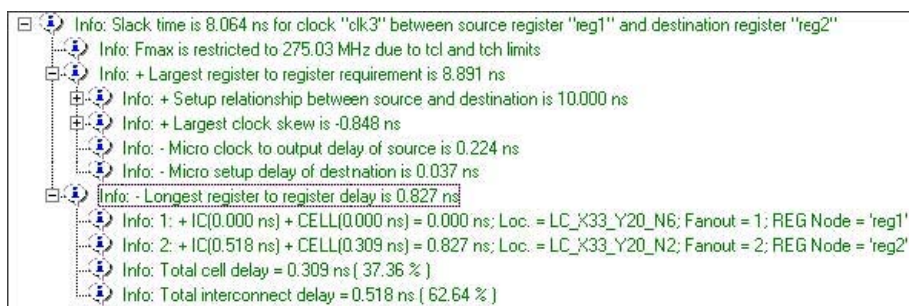 Info: Slack time is 8.064 ns for clock "clk3" between source register "reg1" and destination register "reg2"
Info: Fmax is restricted to 275.03 MHz due to tcl and tch limits
Info: + Largest register to register requirement is 8.891 ns
Info: + Setup relationship between source and destination is 10.000 ns
Info: + Largest clock skew is -0.848 ns
Info: - Micro clock to output delay of source is 0.224 ns
Info: - Micro setup delay of destination is 0.037 ns
Info: - Longest register to register delay is 0.827 ns
Info: 1: + IC(0.000 ns) + CELL(0.000 ns) = 0.000 ns; Loc. = LC_X33_Y20_N6; Fanout = 1; REG Node = 'reg1'
Info: 2: + IC(0.518 ns) + CELL(0.309 ns) = 0.827 ns; Loc. = LC_X33_Y20_N2; Fanout = 2; REG Node = 'reg2'
Info: Total cell delay = 0.309 ns ( 37.36 % )
Info: Total interconnect delay = 0.518 ns ( 62.64 % )